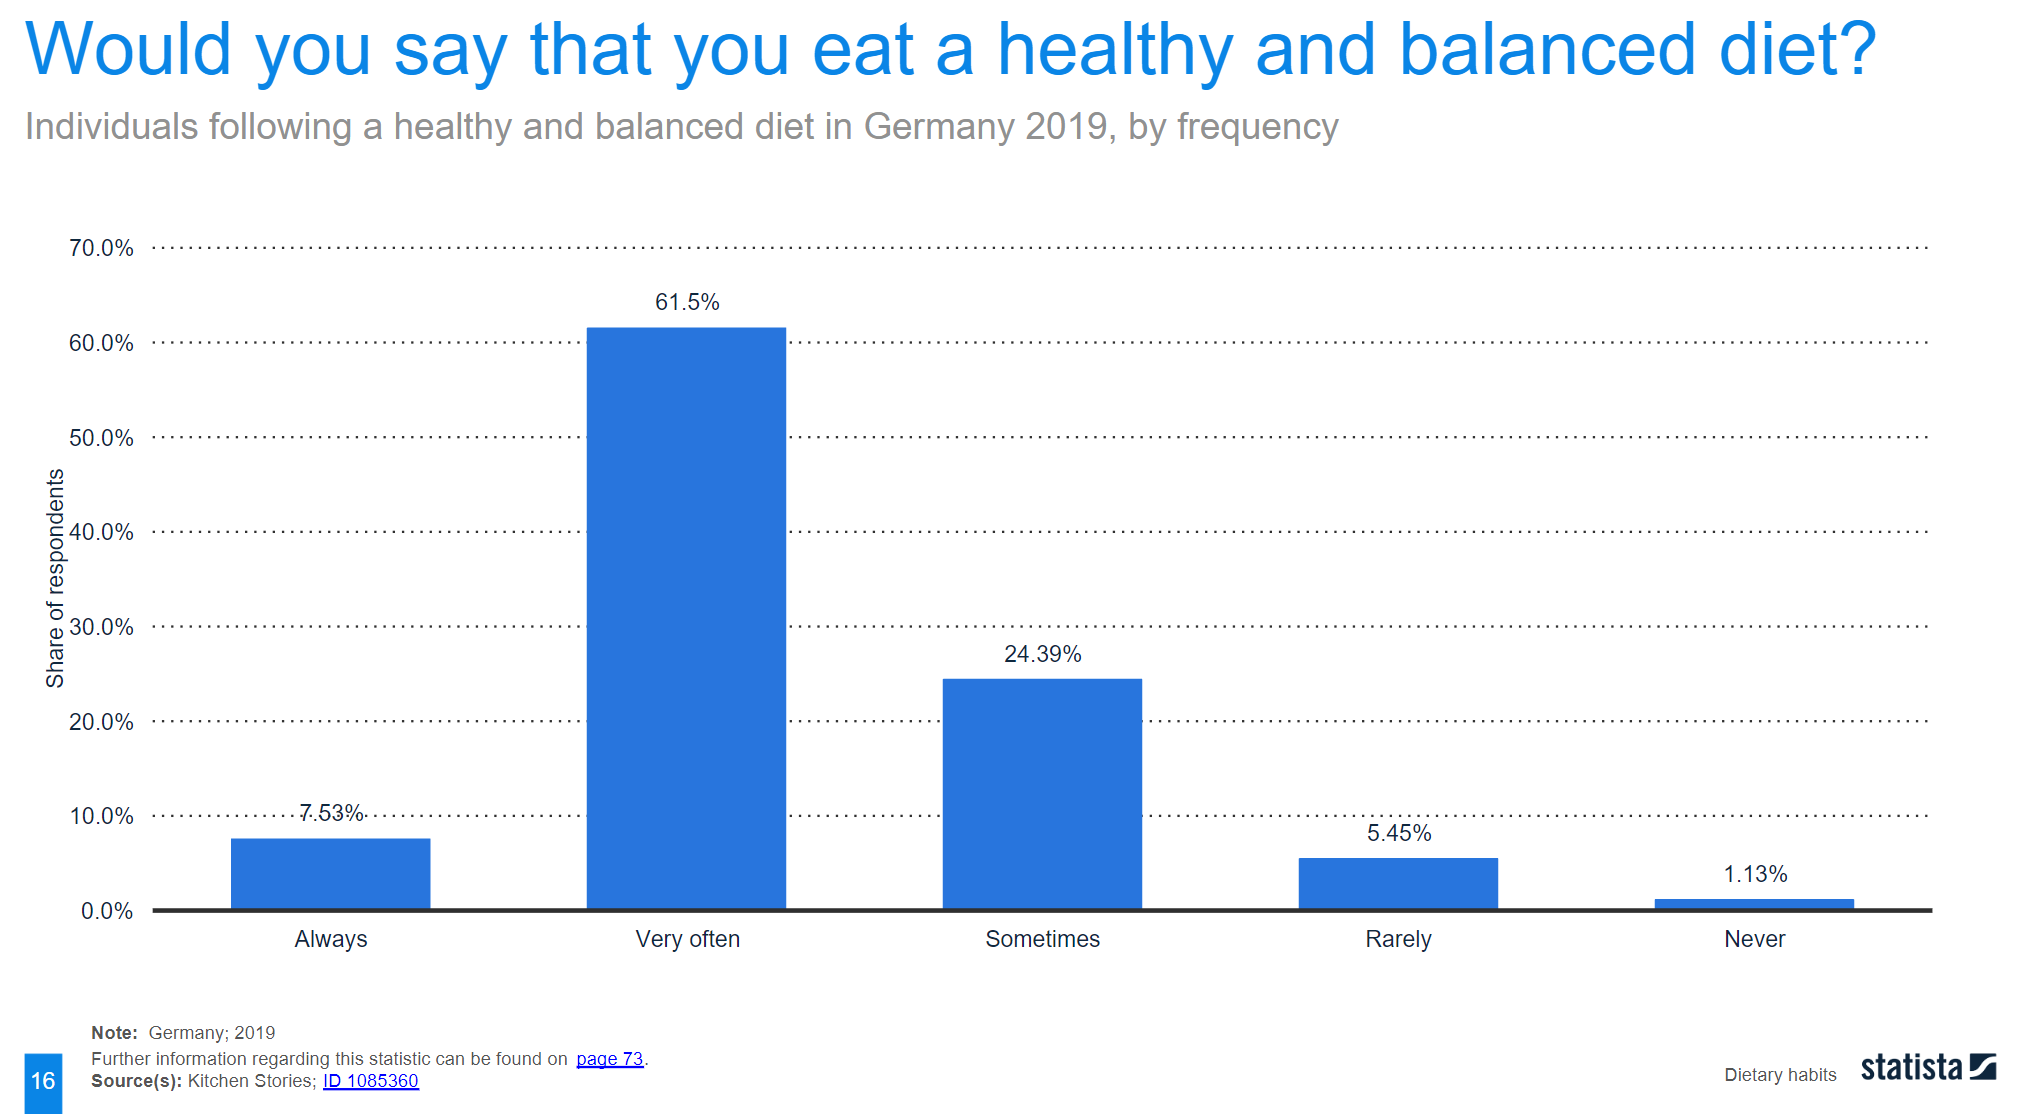 Would you say that you eat a healthy and balanced diet?
Individuals following a healthy and balanced diet in Germany 2019, by frequency
Share of respondents
70.0%
60.0%
50.0%
40.0%
30.0%
20.0%
10.0%
0.0%
7.53%
61.5%
24.39%
5.45%
1.13%
Always
Very often
Sometimes
Rarely
Never
Note: Germany; 2019
Further information regarding this statistic can be found on page 73.
Source(s): Kitchen Stories; ID 1085360
16
Dietary habits
statista